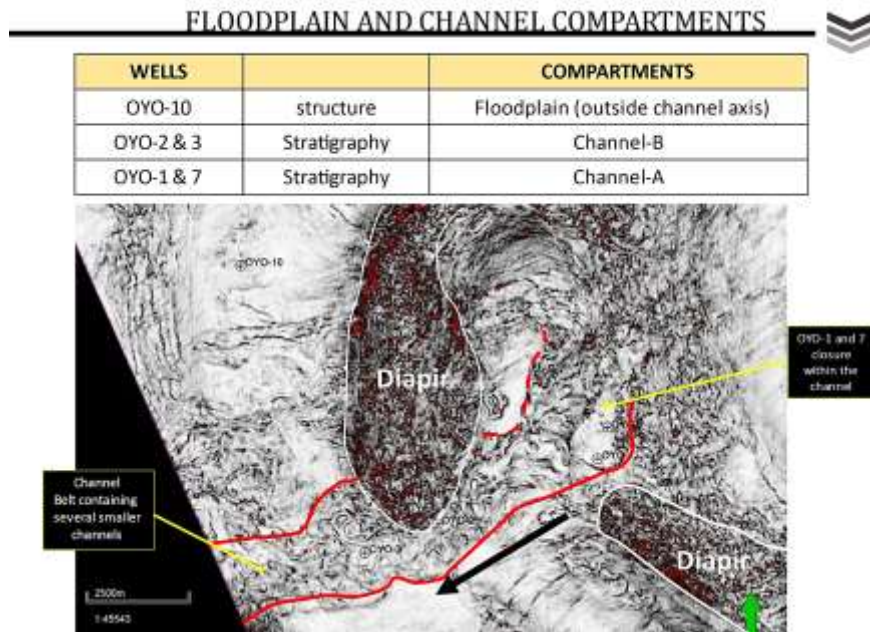 FLOODPLAIN AND CHANNEL COMPARTMENTS
WELLS COMPARTMENTS
OYO-10 structure Floodplain (outside channel axis)
OYO-2 & 3 Stratigraphy Channel-B
OYO-1 & 7 Stratigraphy Channel-A
OYO-10
OYO-1 and 7
closure
within the
channel
Diapir
Channel
Belt containing
several smaller
channels
Diapir
2500m
1:45543